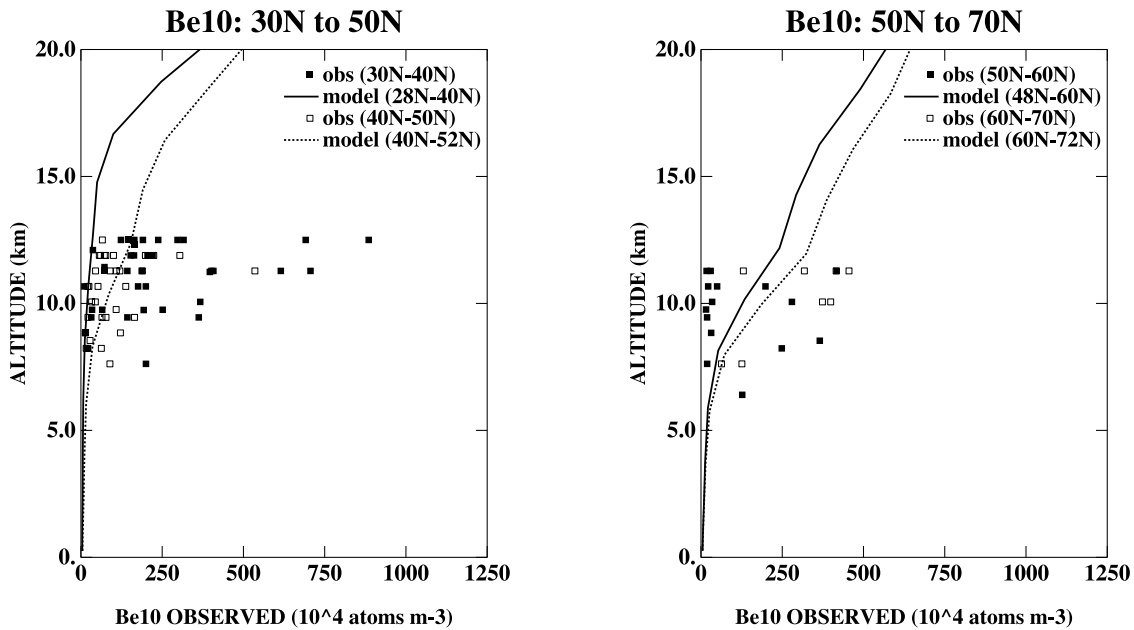 Be10: 30N to 50N
20.0
15.0
10.0
5.0
0.
ALTITUDE (km)
obs (30N-40N)
model (28N-40N)
obs (40N-50N)
model (40N-52N)
0 250 500 750 1000 1250
Be10 OBSERVED (10^4 atoms m-3)
Be10: 50N to 70N
20.0
15.0
10.0
5.0
0.
ALTITUDE (km)
obs (50N-60N)
model (48N-60N)
obs (60N-70N)
model (60N-72N)
0 250 500 750 1000 1250
Be10 OBSERVED (10^4 atoms m-3)